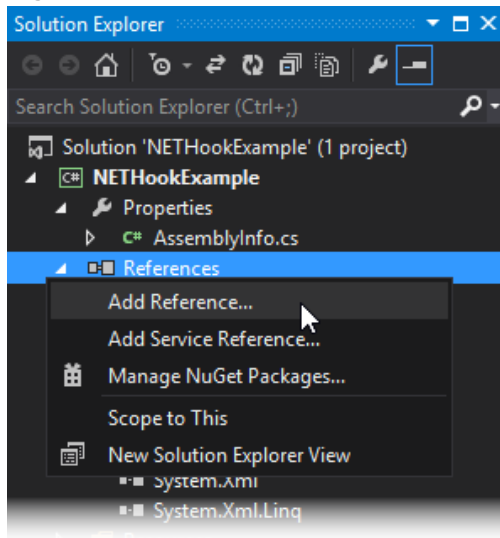 Solution Explorer
Search Solution Explorer (Ctrl+;)
Solution 'NETHookExample' (1 project)
C# NETHookExample
Properties
C# AssemblyInfo.cs
References
Add Reference...
Add Service Reference...
Manage NuGet Packages...
Scope to This
New Solution Explorer View
System.Xml
System.Xml.Linq